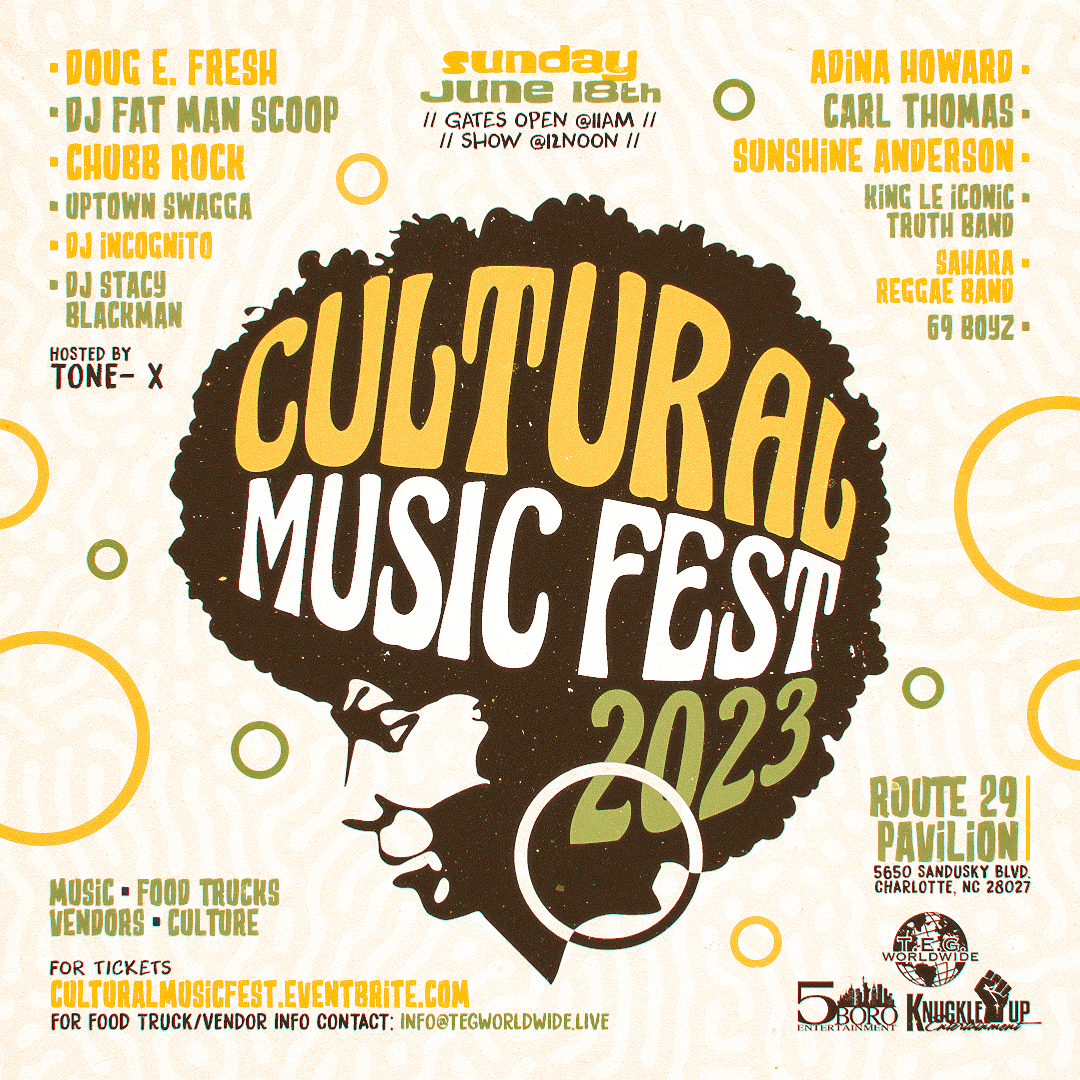 DOUG E. FRESH
DJ FAT MAN SCOOP
CHUBB ROCK
UPTOWN SWAGGA
DJ INCOGNITO
DJ STACY
BLACKMAN
HOSTED BY
TONE- X
sunday
June 18th
// GATES OPEN @11AM //
// SHOW @12NOON //
ADINA HOWARD
CARL THOMAS
SUNSHINE ANDERSON
KING LE ICONIC
TRUTH BAND
SAHARA
REGGAE BAND
69 BOYZ
CULTURAL
MUSIC FEST
2023
ROUTE 29
PAVILION
5650 SANDUSKY BLVD.
CHARLOTTE, NC 28027
MUSIC ▪ FOOD TRUCKS
VENDORS ▪ CULTURE
FOR TICKETS
CULTURALMUSICFEST.EVENTBRITE.COM
FOR FOOD TRUCK/VENDOR INFO CONTACT: INFO@TEGWORLDWIDE.LIVE
T.E.G.
WORLDWIDE
5 BORO
ENTERTAINMENT
KNUCKLE UP
Entertainment